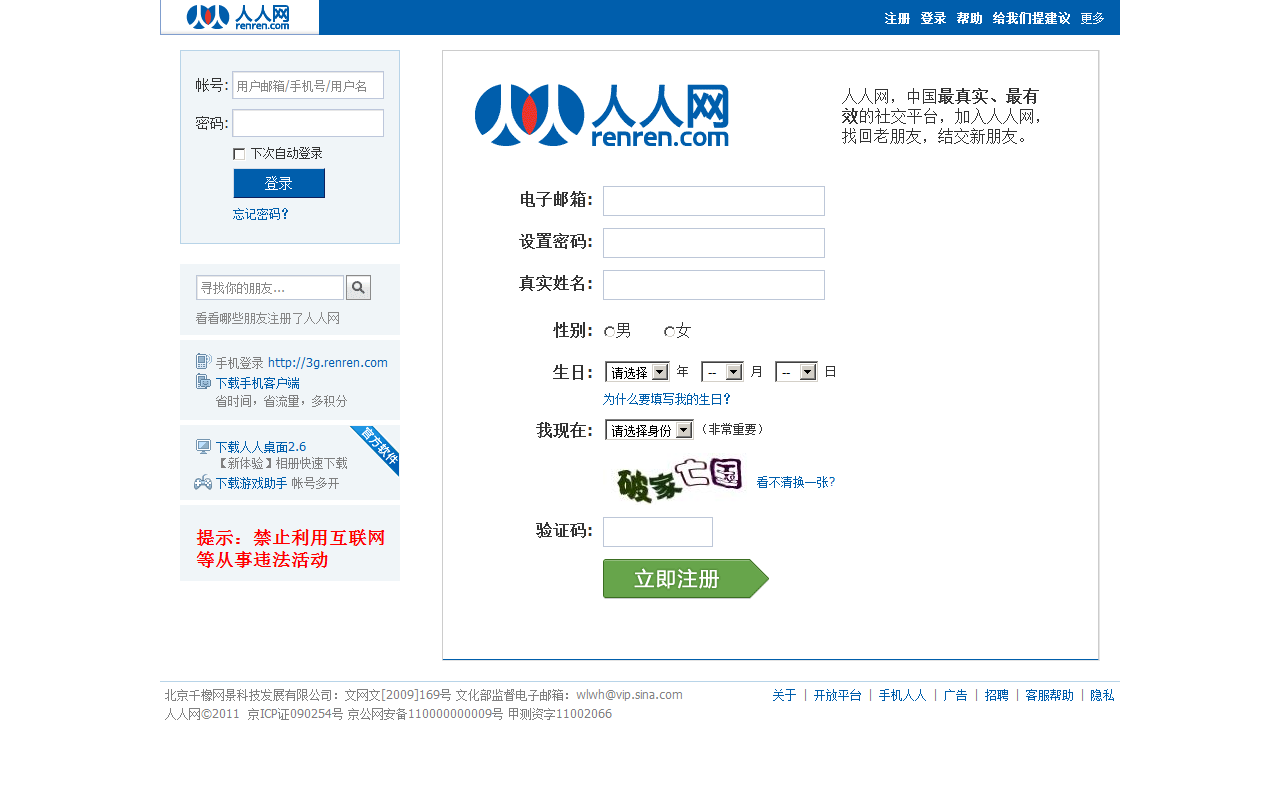 人人网
renren.com
注册 登录 帮助 给我们提建议 更多
帐号: 用户邮箱/手机号/用户名
密码:
下次自动登录
登录
忘记密码?
寻找你的朋友...
看看哪些朋友注册了人人网
手机登录 http://3g.renren.com
下载手机客户端
省时间，省流量，多积分
官方软件
下载人人桌面2.6
【新体验】相册快速下载
下载游戏助手 帐号多开
提示：禁止利用互联网
等从事违法活动
人人网
renren.com
人人网，中国最真实、最有
效的社交平台，加入人人网，
找回老朋友，结交新朋友。
电子邮箱:
设置密码:
真实姓名:
性别: 男 女
生日: 请选择 年 -- 月 -- 日
为什么要填写我的生日?
我现在: 请选择身份 （非常重要）
破家亡国 看不清换一张?
验证码:
立即注册
北京千橡网景科技发展有限公司：文网文[2009]169号 文化部监督电子邮箱：wlwh@vip.sina.com
人人网©2011 京ICP证090254号 京公网安备110000000009号 甲测资字11002066
关于 | 开放平台 | 手机人人 | 广告 | 招聘 | 客服帮助 | 隐私